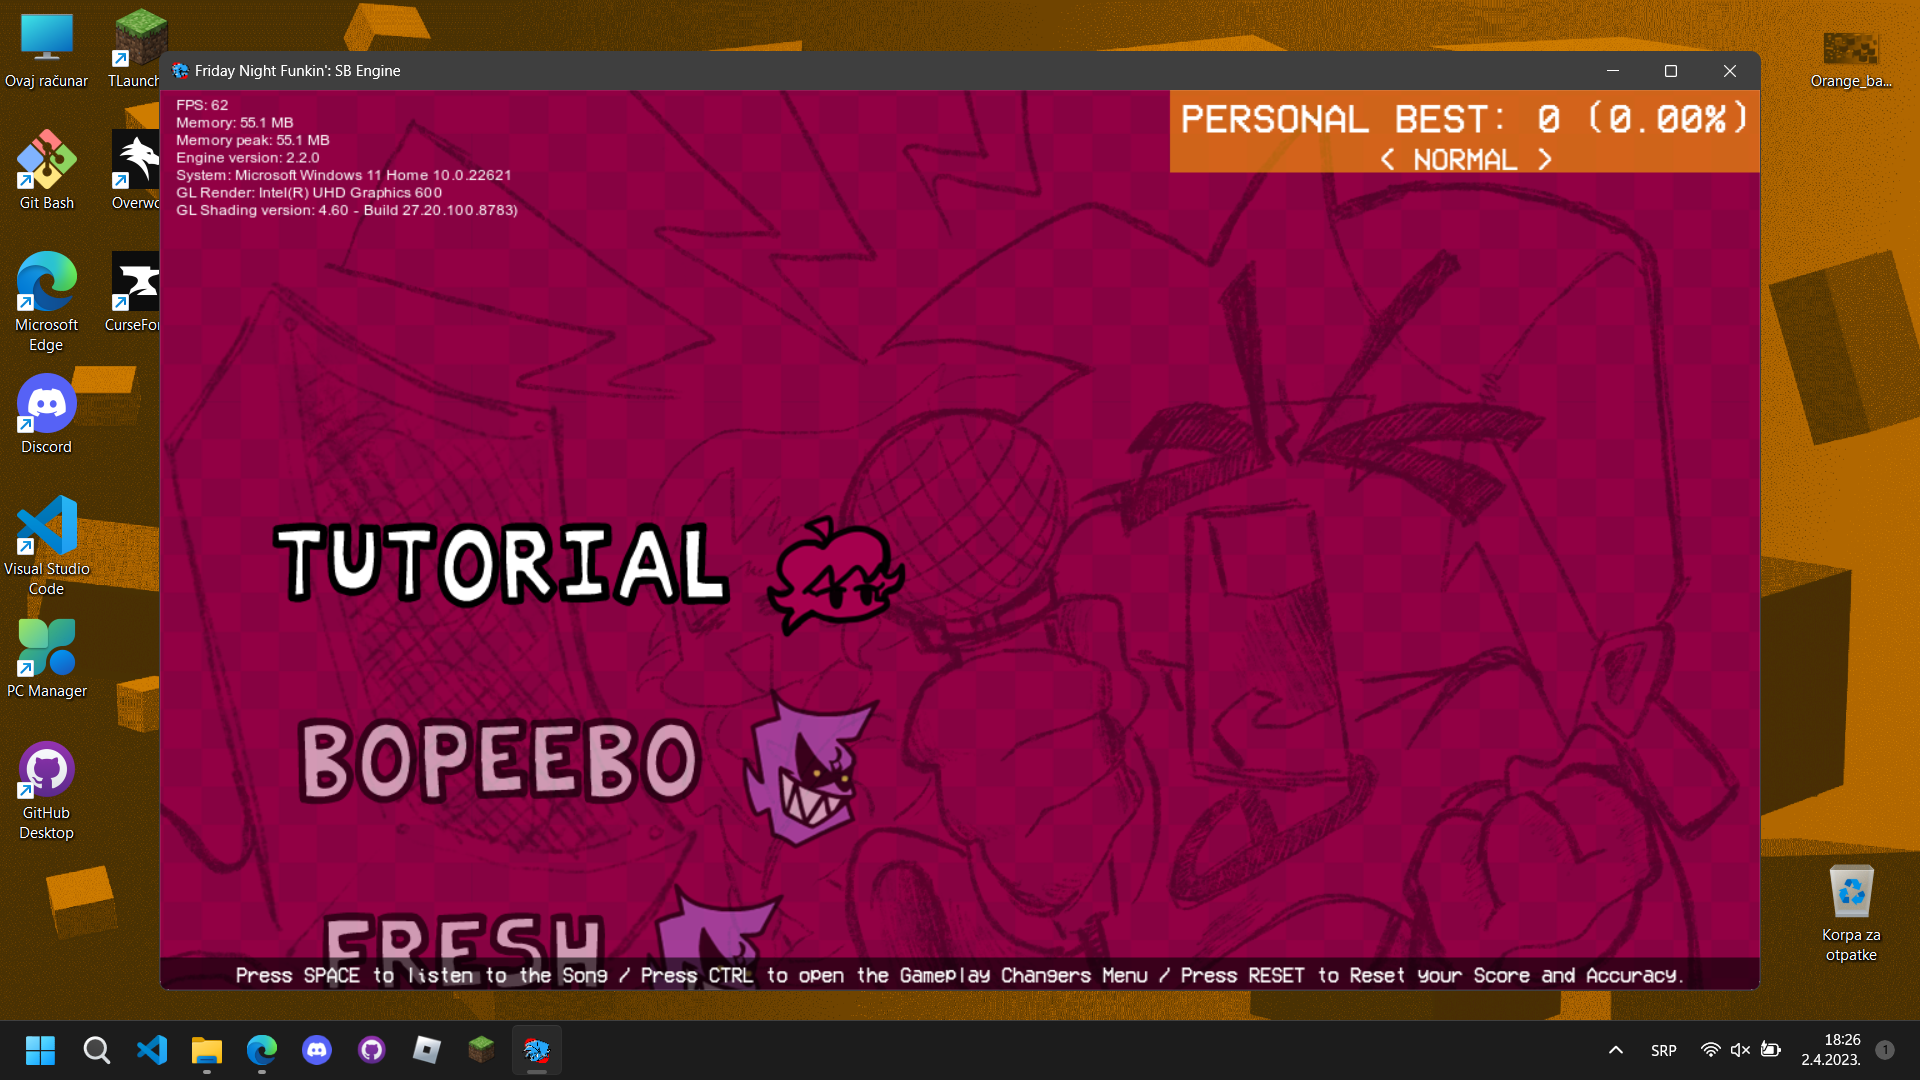 Ovaj računar
TLaunch
Orange_ba...
Git Bash
Overwo
Microsoft
Edge
CurseFor
Discord
Visual Studio
Code
PC Manager
GitHub
Desktop
Korpa za
otpatke
Friday Night Funkin': SB Engine
FPS: 62
Memory: 55.1 MB
Memory peak: 55.1 MB
Engine version: 2.2.0
System: Microsoft Windows 11 Home 10.0.22621
GL Render: Intel(R) UHD Graphics 600
GL Shading version: 4.60 - Build 27.20.100.8783)
PERSONAL BEST: 0 (0.00%)
< NORMAL >
TUTORIAL
BOPEEBO
FRESH
Press SPACE to listen to the Song / Press CTRL to open the Gameplay Changers Menu / Press RESET to Reset your Score and Accuracy.
SRP
18:26
2.4.2023.
1